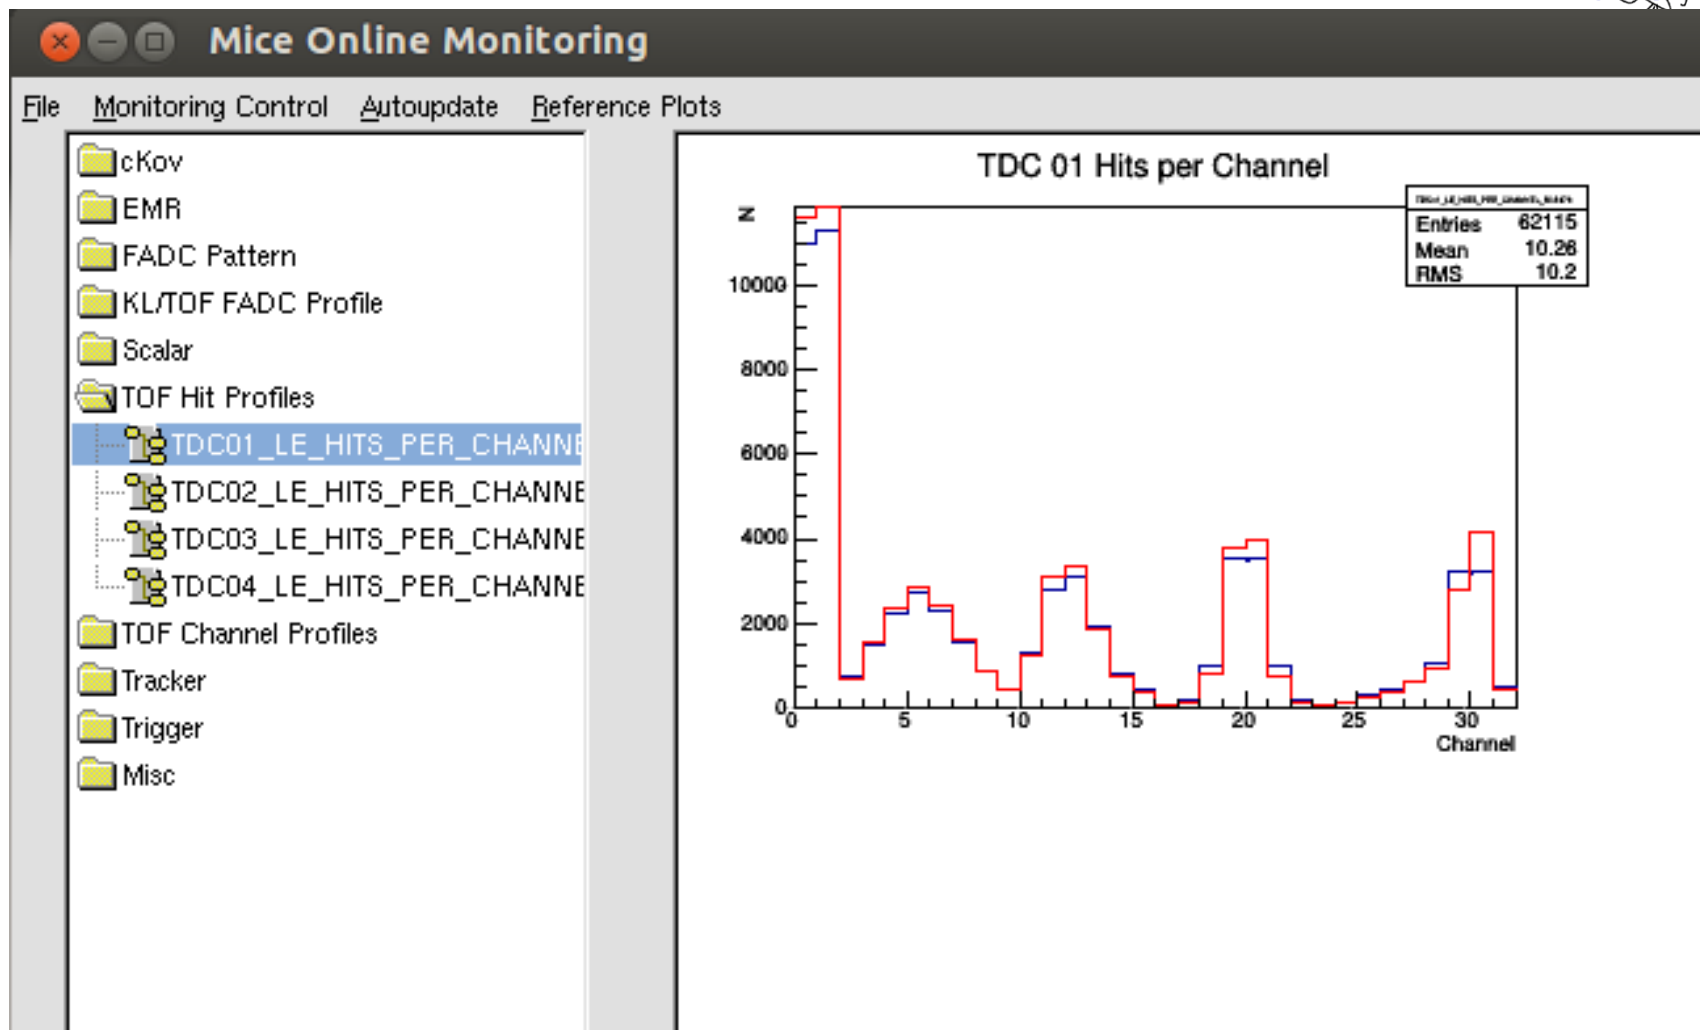 Mice Online Monitoring
File Monitoring Control Autoupdate Reference Plots
cKov
EMR
FADC Pattern
KL/TOF FADC Profile
Scalar
TOF Hit Profiles
TDC01_LE_HITS_PER_CHANNE
TDC02_LE_HITS_PER_CHANNE
TDC03_LE_HITS_PER_CHANNE
TDC04_LE_HITS_PER_CHANNE
TOF Channel Profiles
Tracker
Trigger
Misc
TDC 01 Hits per Channel
Entries 62115
Mean 10.26
RMS 10.2
N
10000
8000
6000
4000
2000
0
0 5 10 15 20 25 30
Channel